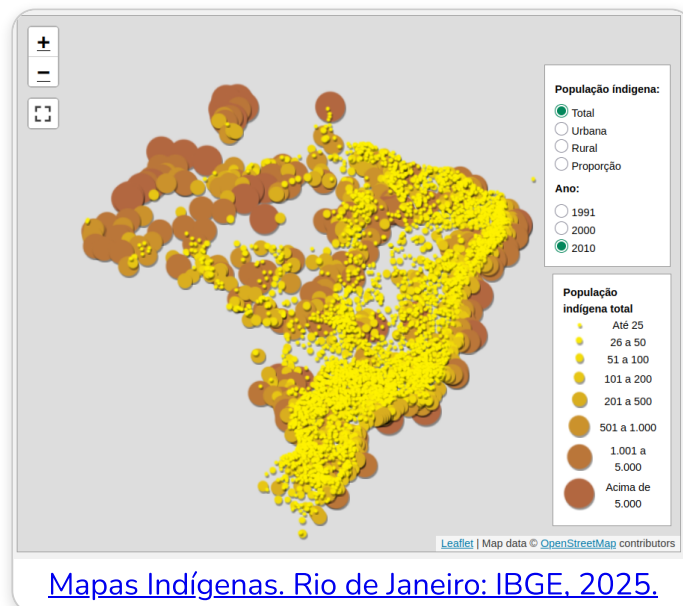 +
−
População índigena:
Total
Urbana
Rural
Proporção
Ano:
1991
2000
2010
População
indígena total
Até 25
26 a 50
51 a 100
101 a 200
201 a 500
501 a 1.000
1.001 a
5.000
Acima de
5.000
Leaflet | Map data © OpenStreetMap contributors
Mapas Indígenas. Rio de Janeiro: IBGE, 2025.